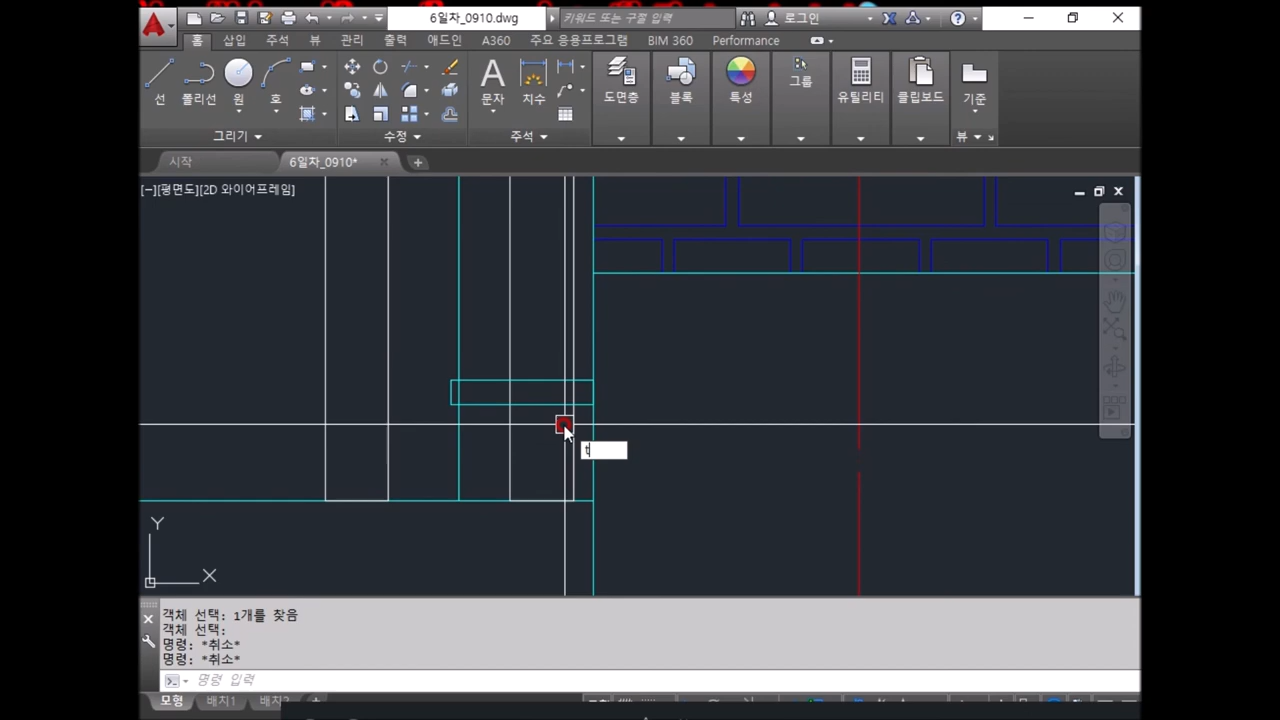 6일차_0910.dwg
키워드 또는 구절 입력
로그인
홈 삽입 주석 뷰 관리 출력 애드인 A360 주요 응용프로그램 BIM 360 Performance
선 폴리선 원 호 문자 치수 도면층 블록 특성 그룹 유틸리티 클립보드 기준
그리기 수정 주석 뷰
시작 6일차_0910*
[−][평면도][2D 와이어프레임]
t
Y
X
객체 선택: 1개를 찾음
객체 선택:
명령: *취소*
명령: *취소*
명령 입력
모형 배치1 배치2